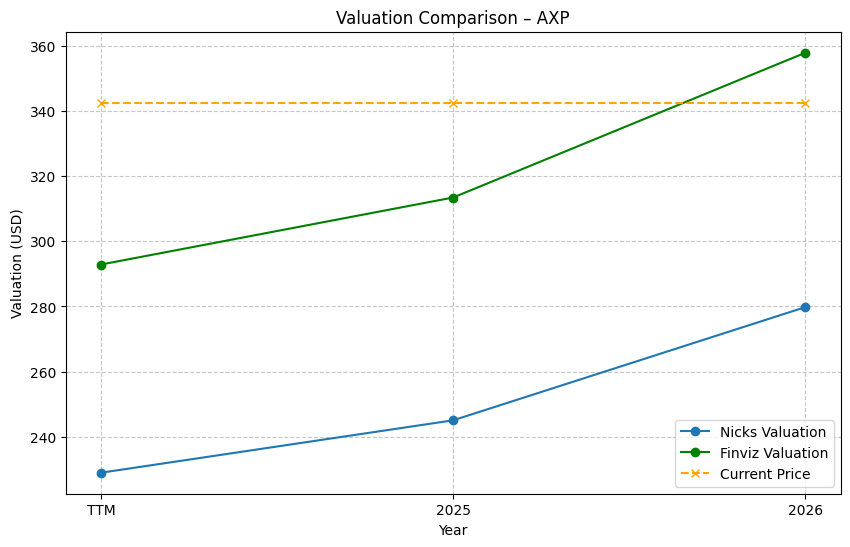 Valuation Comparison – AXP
Valuation (USD)
360
340
320
300
280
260
240
TTM
2025
2026
Year
Nicks Valuation
Finviz Valuation
Current Price